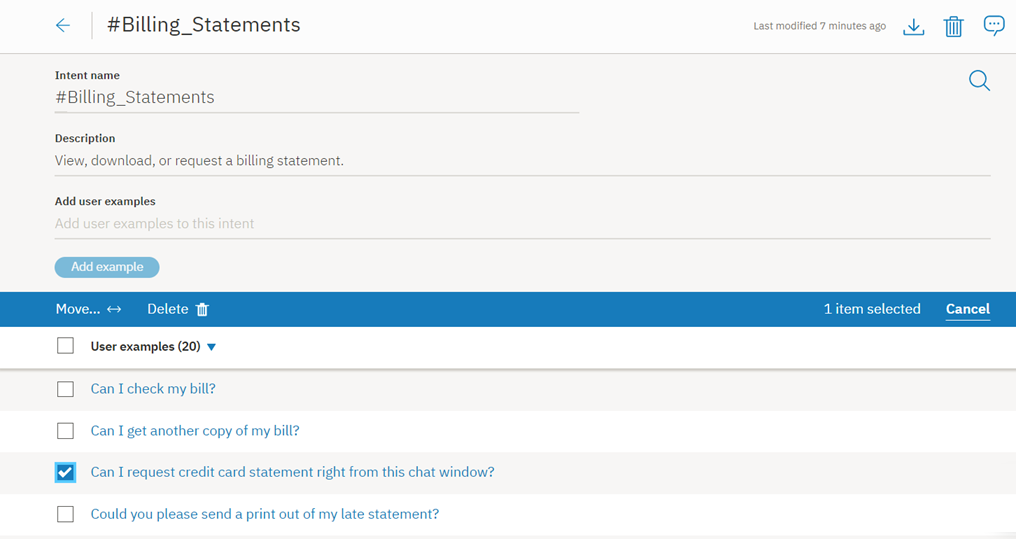 #Billing_Statements
Last modified 7 minutes ago
Intent name
#Billing_Statements
Description
View, download, or request a billing statement.
Add user examples
Add user examples to this intent
Add example
Move...
Delete
1 item selected
Cancel
User examples (20)
Can I check my bill?
Can I get another copy of my bill?
Can I request credit card statement right from this chat window?
Could you please send a print out of my late statement?